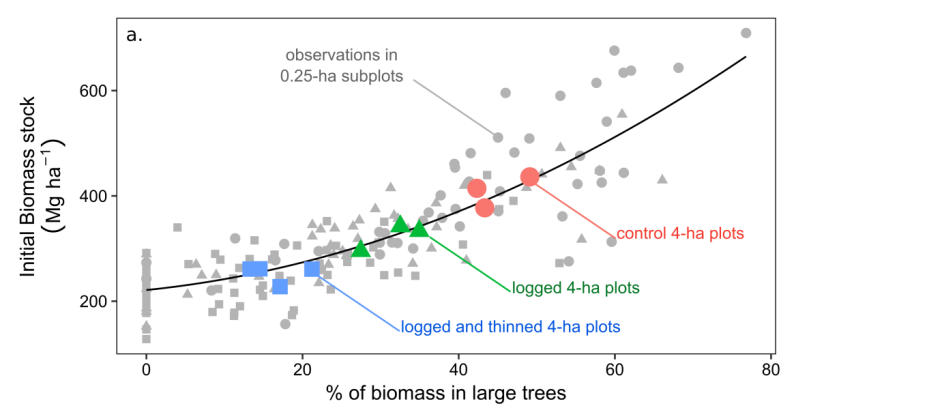 a.
observations in
0.25-ha subplots
600
400
200
Initial Biomass stock
(Mg ha⁻¹)
control 4-ha plots
logged 4-ha plots
logged and thinned 4-ha plots
0 20 40 60 80
% of biomass in large trees